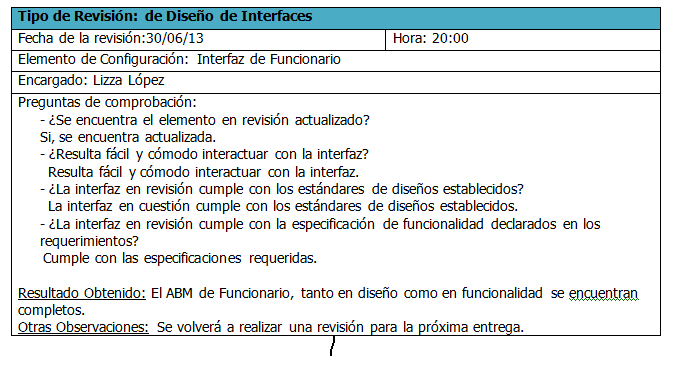 Tipo de Revisión: de Diseño de Interfaces
Fecha de la revisión:30/06/13 Hora: 20:00
Elemento de Configuración: Interfaz de Funcionario
Encargado: Lizza López
Preguntas de comprobación:
- ¿Se encuentra el elemento en revisión actualizado?
Si, se encuentra actualizada.
- ¿Resulta fácil y cómodo interactuar con la interfaz?
Resulta fácil y cómodo interactuar con la interfaz.
- ¿La interfaz en revisión cumple con los estándares de diseños establecidos?
La interfaz en cuestión cumple con los estándares de diseños establecidos.
- ¿La interfaz en revisión cumple con la especificación de funcionalidad declarados en los
requerimientos?
Cumple con las especificaciones requeridas.
Resultado Obtenido: El ABM de Funcionario, tanto en diseño como en funcionalidad se encuentran
completos.
Otras Observaciones: Se volverá a realizar una revisión para la próxima entrega.